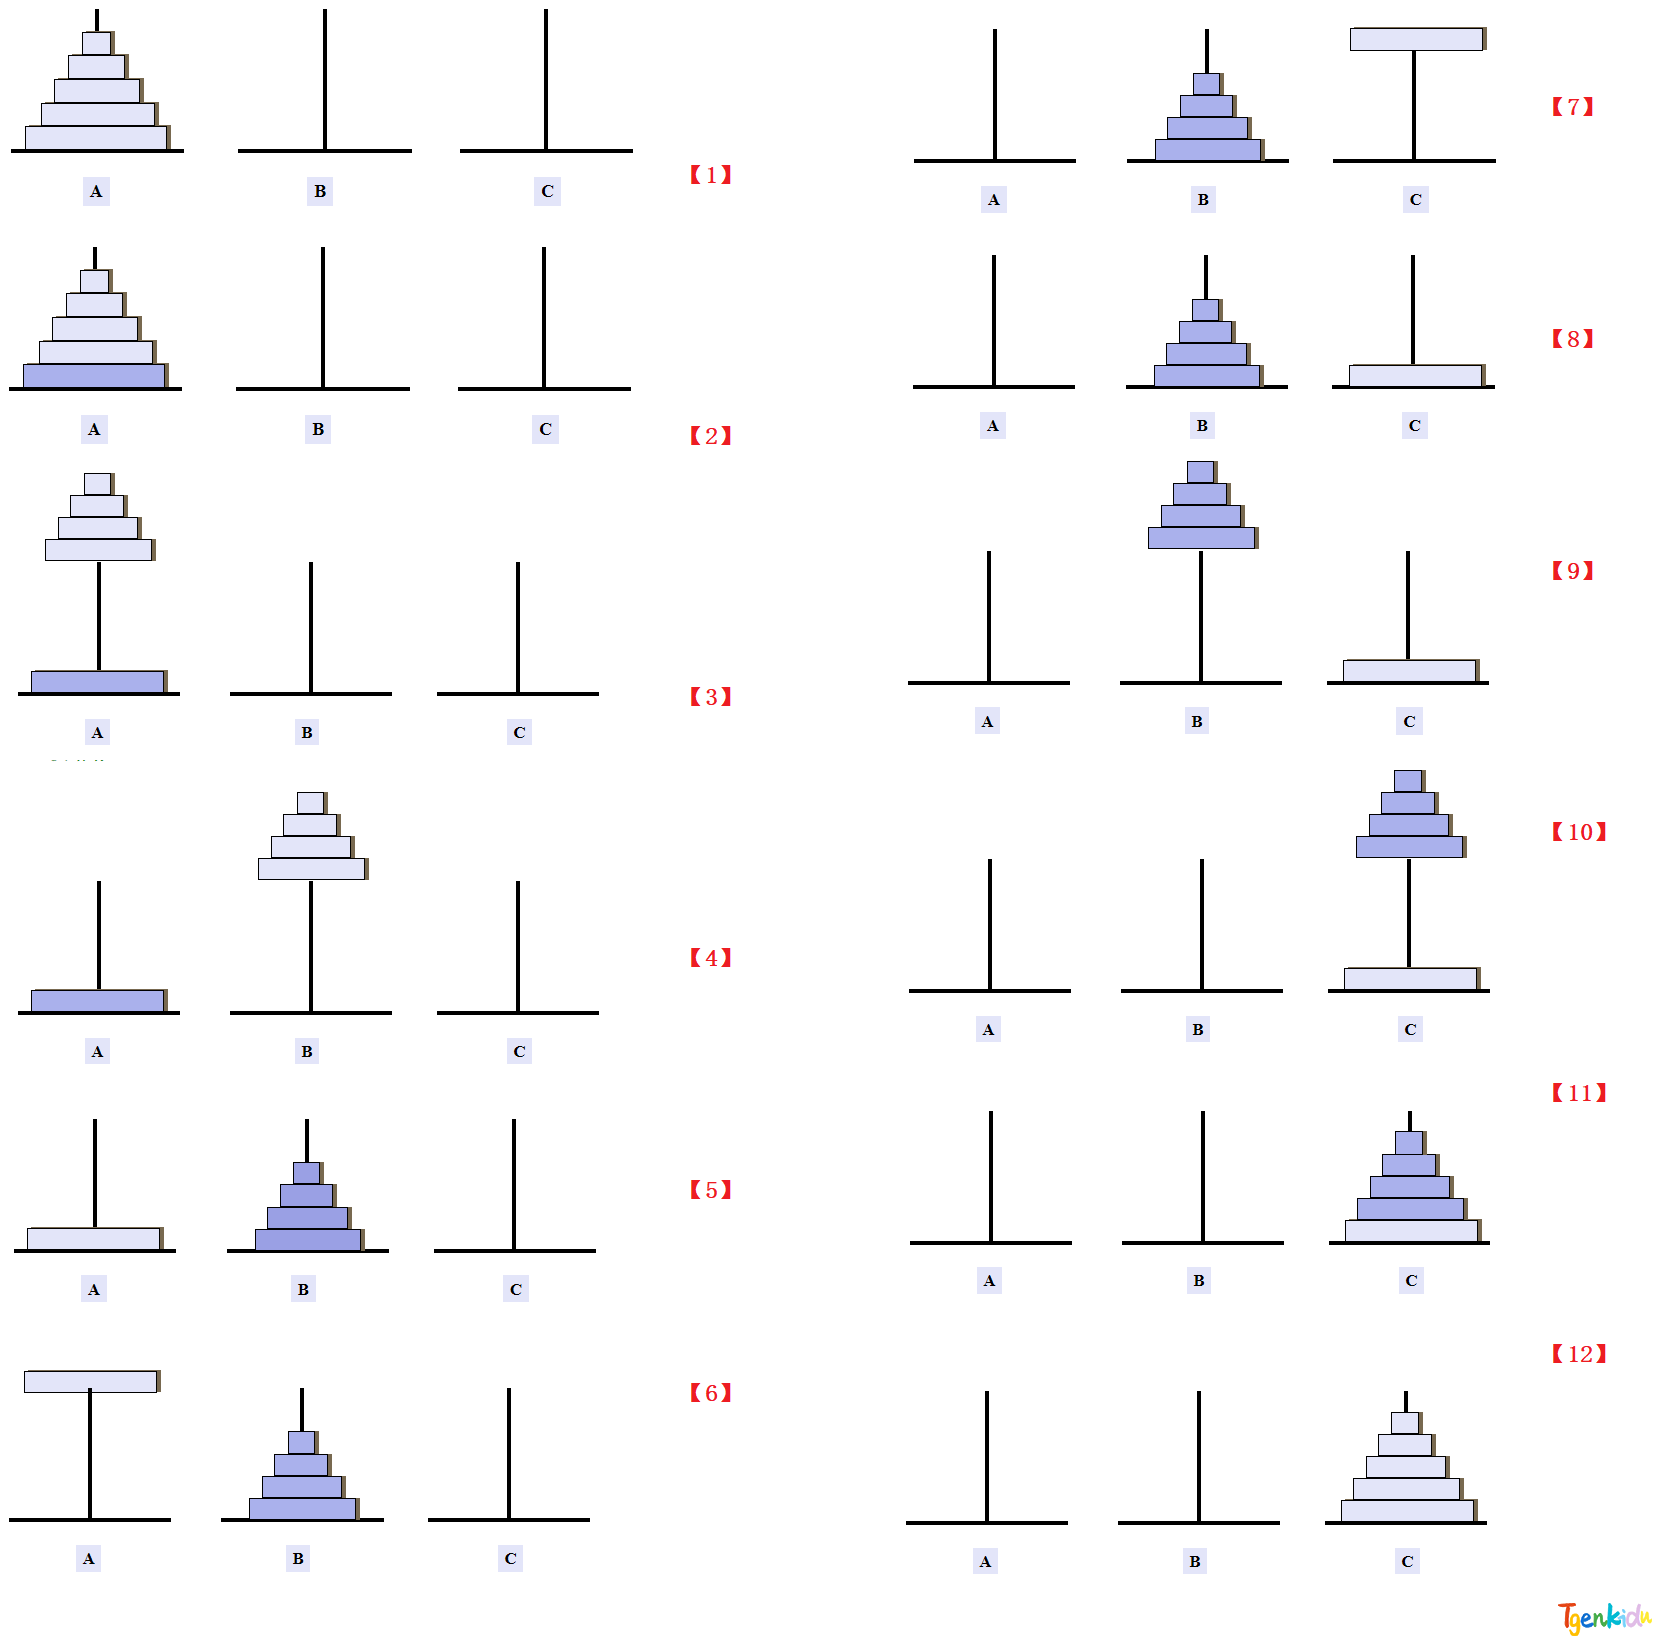 A B C 【1】
A B C 【2】
A B C 【3】
A B C 【4】
A B C 【5】
A B C 【6】
A B C 【7】
A B C 【8】
A B C 【9】
A B C 【10】
A B C 【11】
A B C 【12】
Tgenkidu